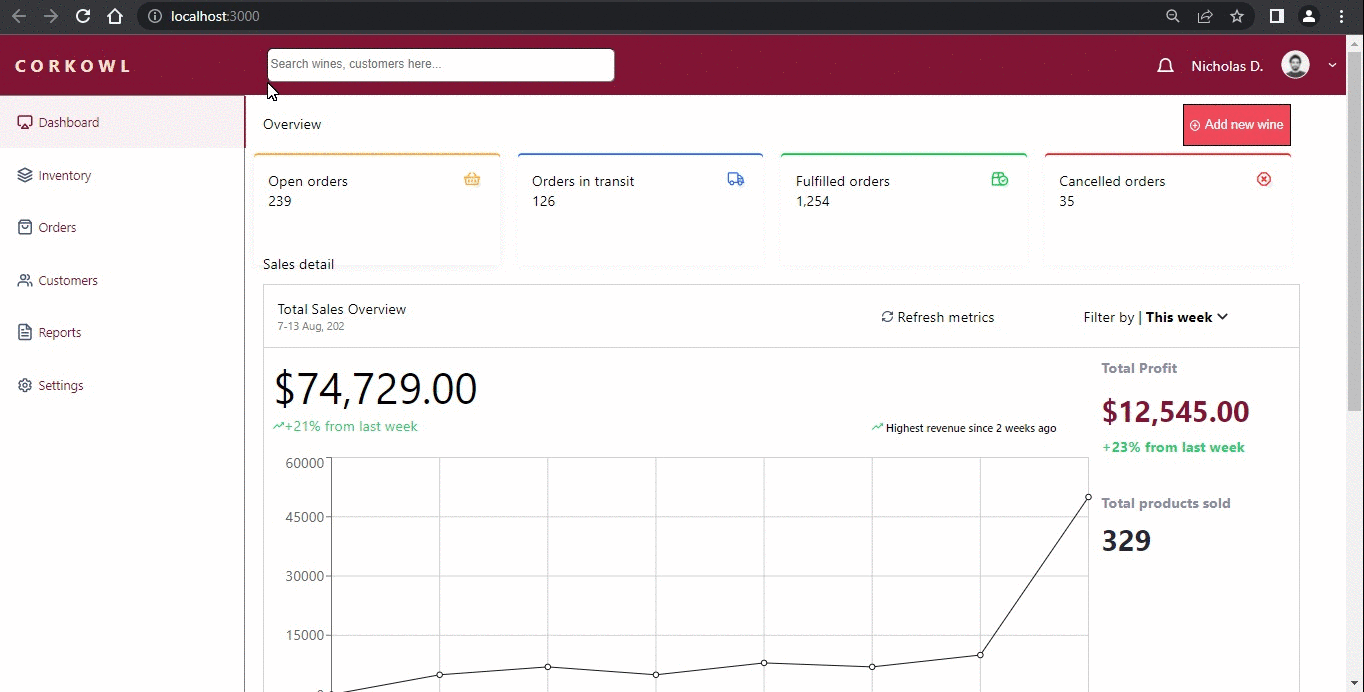 localhost:3000
CORKOWL
Search wines, customers here...
Nicholas D.
Dashboard
Inventory
Orders
Customers
Reports
Settings
Overview
Add new wine
Open orders
239
Orders in transit
126
Fulfilled orders
1,254
Cancelled orders
35
Sales detail
Total Sales Overview
7-13 Aug, 202
Refresh metrics
Filter by | This week
$74,729.00
+21% from last week
Highest revenue since 2 weeks ago
60000
45000
30000
15000
Total Profit
$12,545.00
+23% from last week
Total products sold
329